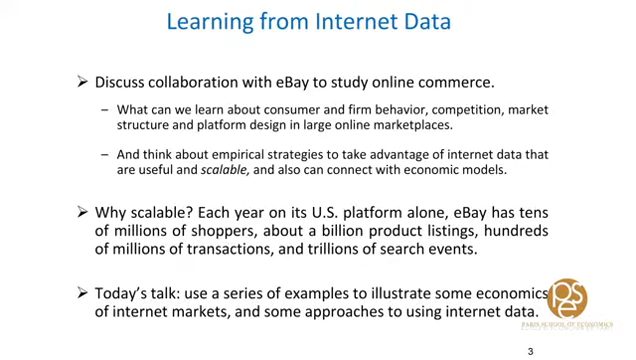 Learning from Internet Data
➢ Discuss collaboration with eBay to study online commerce.
– What can we learn about consumer and firm behavior, competition, market
structure and platform design in large online marketplaces.
– And think about empirical strategies to take advantage of internet data that
are useful and scalable, and also can connect with economic models.
➢ Why scalable? Each year on its U.S. platform alone, eBay has tens
of millions of shoppers, about a billion product listings, hundreds
of millions of transactions, and trillions of search events.
➢ Today's talk: use a series of examples to illustrate some economics
of internet markets, and some approaches to using internet data.
PSE
PARIS SCHOOL OF ECONOMICS
3